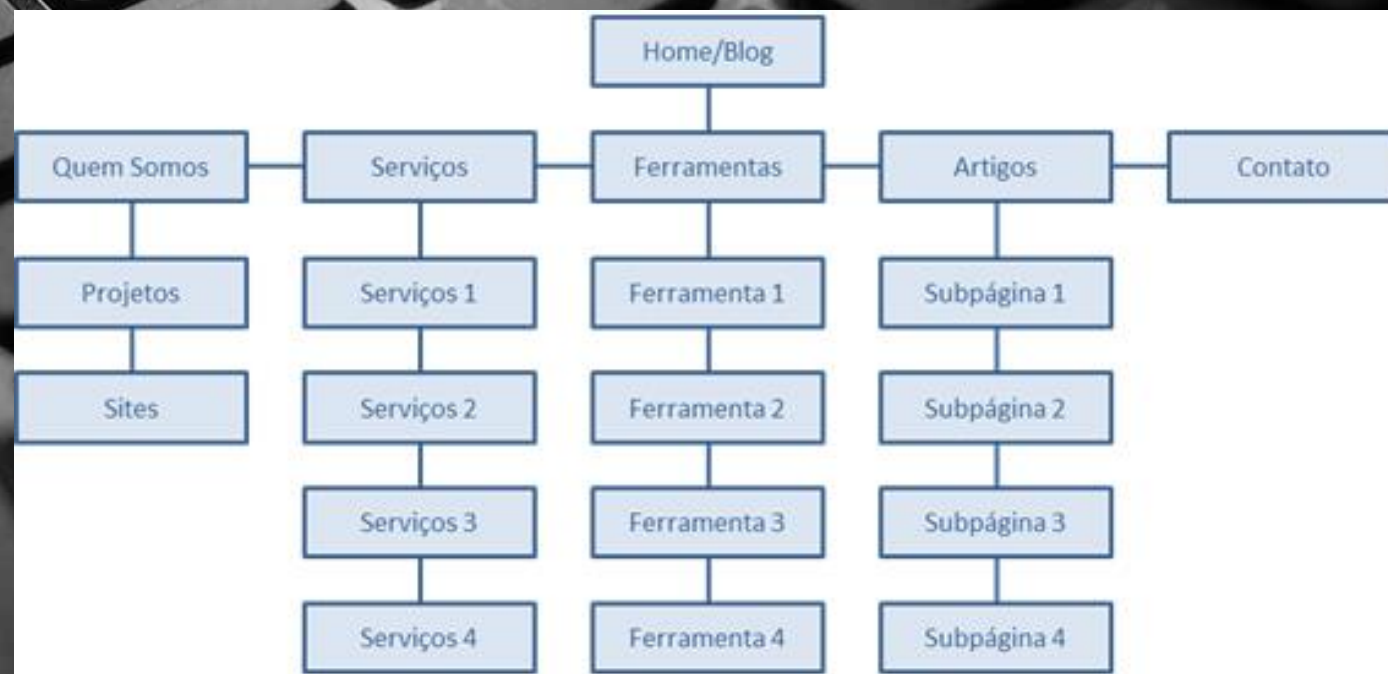 Home/Blog
Quem Somos
Serviços
Ferramentas
Artigos
Contato
Projetos
Serviços 1
Ferramenta 1
Subpágina 1
Sites
Serviços 2
Ferramenta 2
Subpágina 2
Serviços 3
Ferramenta 3
Subpágina 3
Serviços 4
Ferramenta 4
Subpágina 4